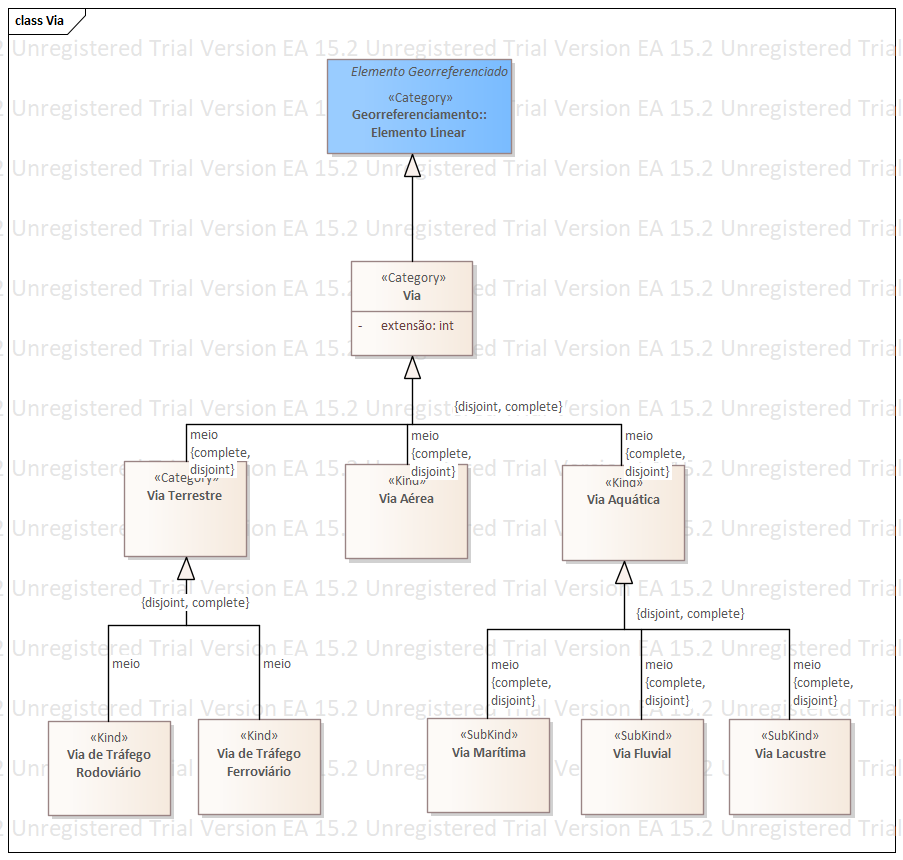 class Via
Unregistered Trial Version EA 15.2 Unregistered Trial Version EA 15.2 Unregistered Trial
Elemento Georreferenciado
«Category»
Georreferenciamento::
Elemento Linear
«Category»
Via
- extensão: int
{disjoint, complete}
meio
{complete,
disjoint}
meio
{complete,
disjoint}
meio
{complete,
disjoint}
«Category»
Via Terrestre
«Kind»
Via Aérea
«Kind»
Via Aquática
{disjoint, complete}
{disjoint, complete}
meio
meio
meio
{complete,
disjoint}
meio
{complete,
disjoint}
meio
{complete,
disjoint}
«Kind»
Via de Tráfego
Rodoviário
«Kind»
Via de Tráfego
Ferroviário
«SubKind»
Via Marítima
«SubKind»
Via Fluvial
«SubKind»
Via Lacustre